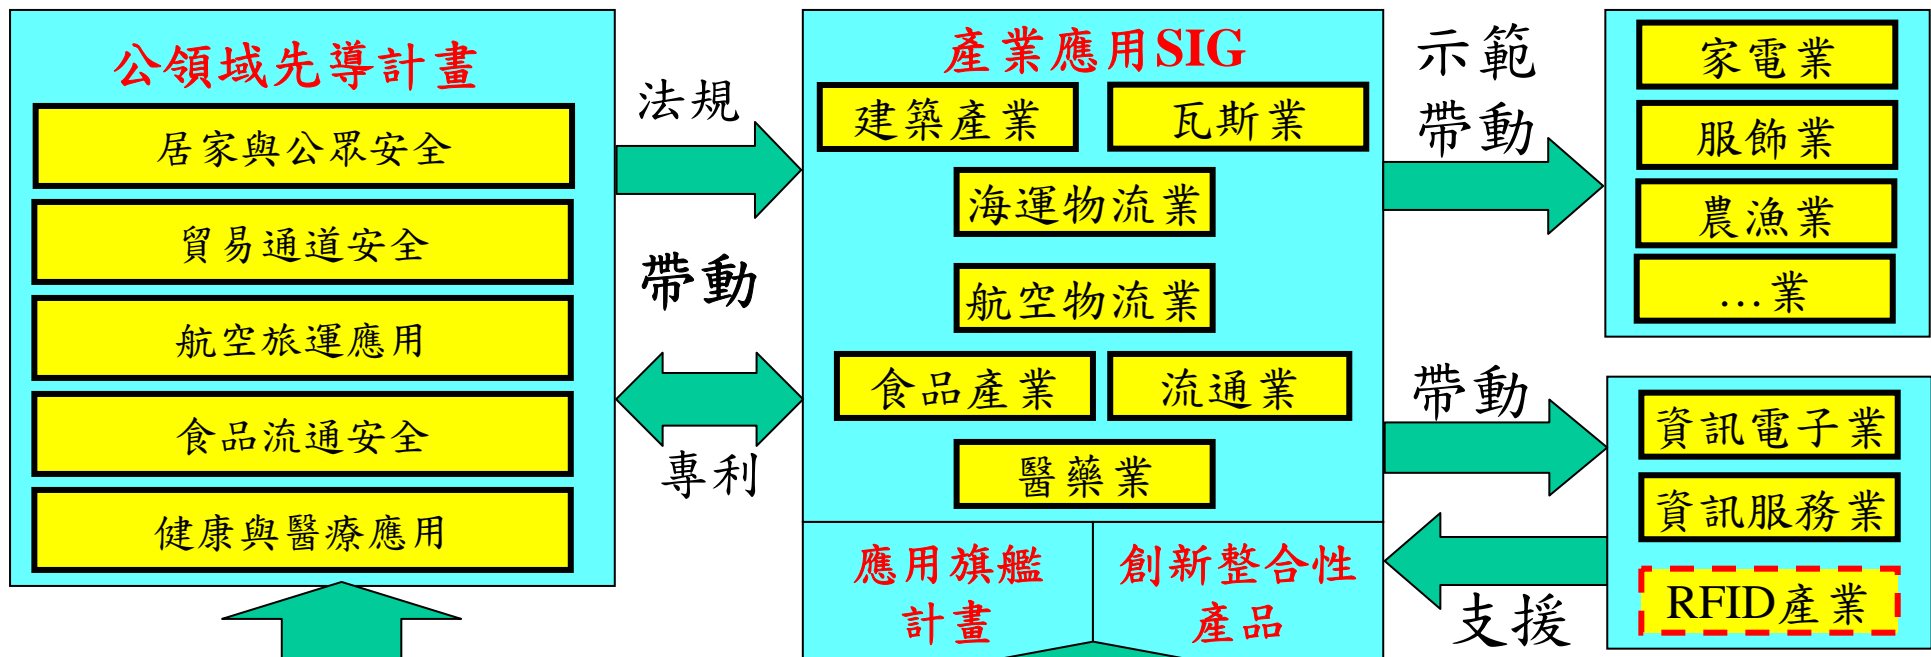 公領域先導計畫
居家與公眾安全
貿易通道安全
航空旅運應用
食品流通安全
健康與醫療應用
法規
帶動
專利
產業應用SIG
建築產業
瓦斯業
海運物流業
航空物流業
食品產業
流通業
醫藥業
應用旗艦
計畫
創新整合性
產品
示範
帶動
家電業
服飾業
農漁業
…業
帶動
支援
資訊電子業
資訊服務業
RFID產業